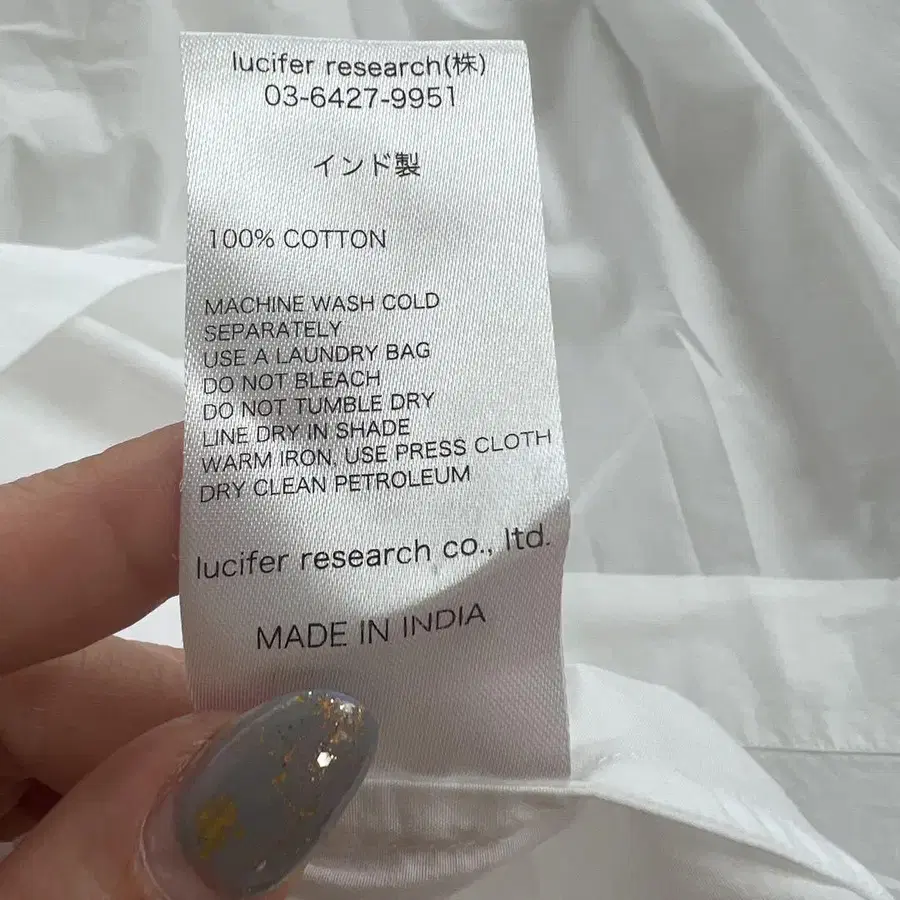 lucifer research(株)
03-6427-9951
インド製
100% COTTON
MACHINE WASH COLD
SEPARATELY
USE A LAUNDRY BAG
DO NOT BLEACH
DO NOT TUMBLE DRY
LINE DRY IN SHADE
WARM IRON, USE PRESS CLOTH
DRY CLEAN PETROLEUM
lucifer research co., ltd.
MADE IN INDIA